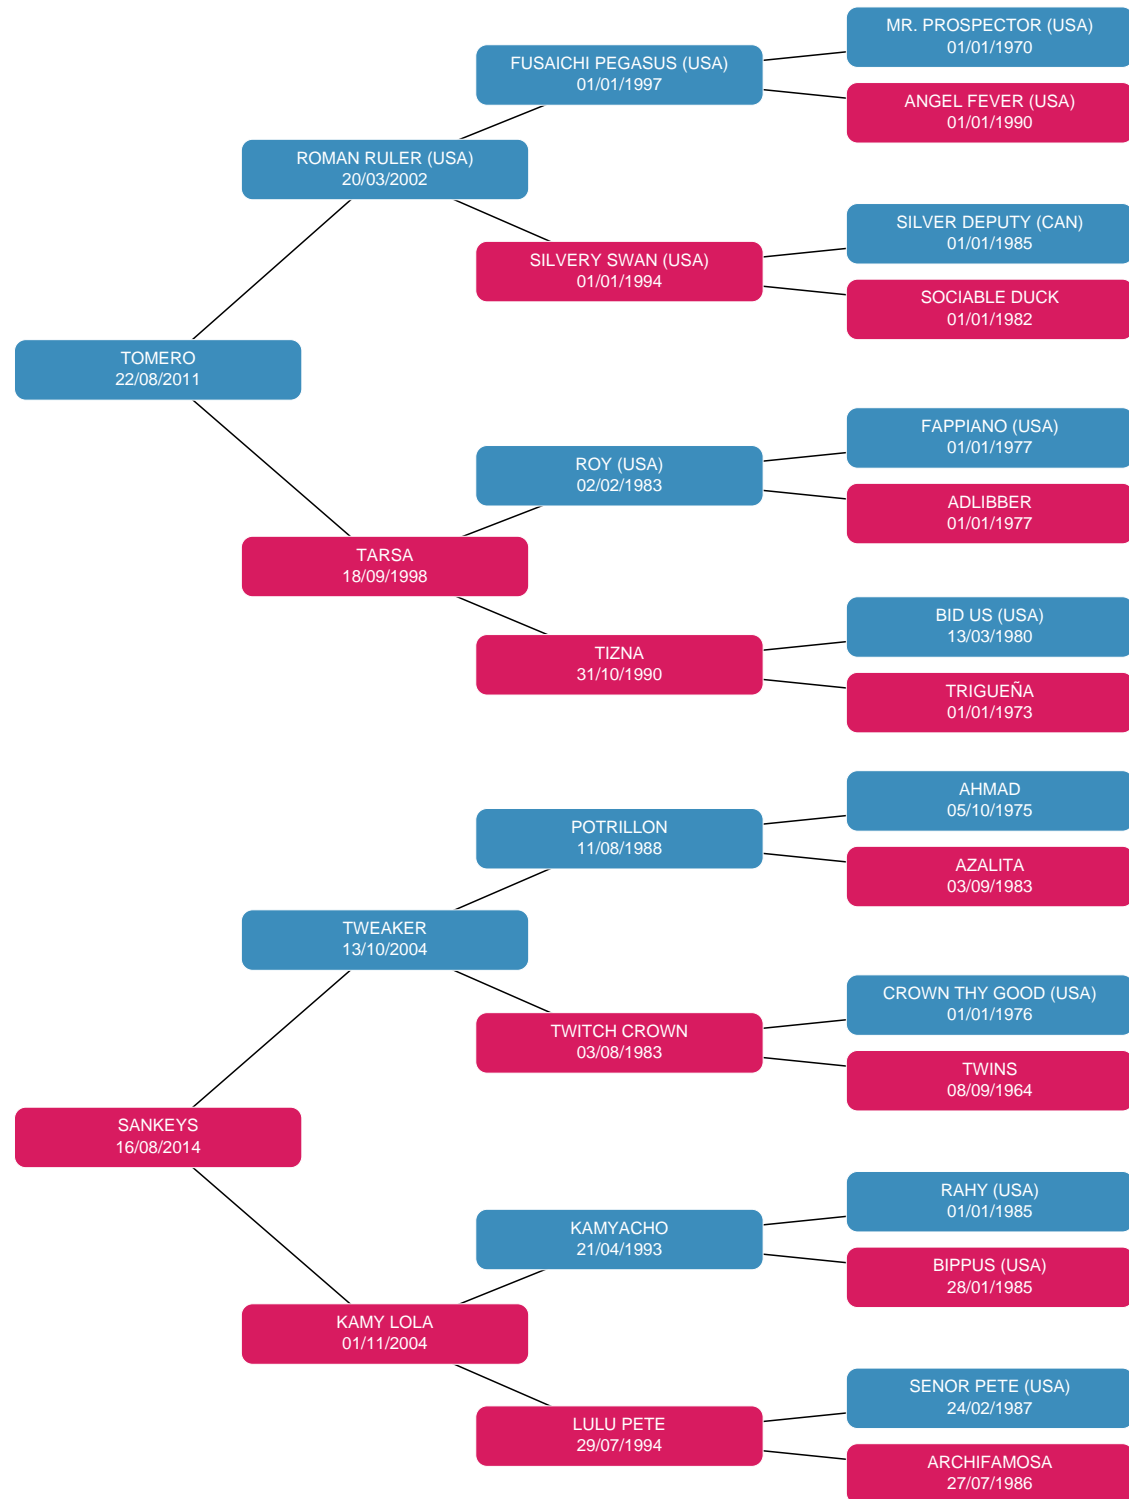 MR. PROSPECTOR (USA)
01/01/1970
FUSAICHI PEGASUS (USA)
01/01/1997
ANGEL FEVER (USA)
01/01/1990
ROMAN RULER (USA)
20/03/2002
SILVER DEPUTY (CAN)
01/01/1985
SILVERY SWAN (USA)
01/01/1994
SOCIABLE DUCK
01/01/1982
TOMERO
22/08/2011
FAPPIANO (USA)
01/01/1977
ROY (USA)
02/02/1983
ADLIBBER
01/01/1977
TARSA
18/09/1998
BID US (USA)
13/03/1980
TIZNA
31/10/1990
TRIGUEÑA
01/01/1973
AHMAD
05/10/1975
POTRILLON
11/08/1988
AZALITA
03/09/1983
TWEAKER
13/10/2004
CROWN THY GOOD (USA)
01/01/1976
TWITCH CROWN
03/08/1983
TWINS
08/09/1964
SANKEYS
16/08/2014
RAHY (USA)
01/01/1985
KAMYACHO
21/04/1993
BIPPUS (USA)
28/01/1985
KAMY LOLA
01/11/2004
SENOR PETE (USA)
24/02/1987
LULU PETE
29/07/1994
ARCHIFAMOSA
27/07/1986